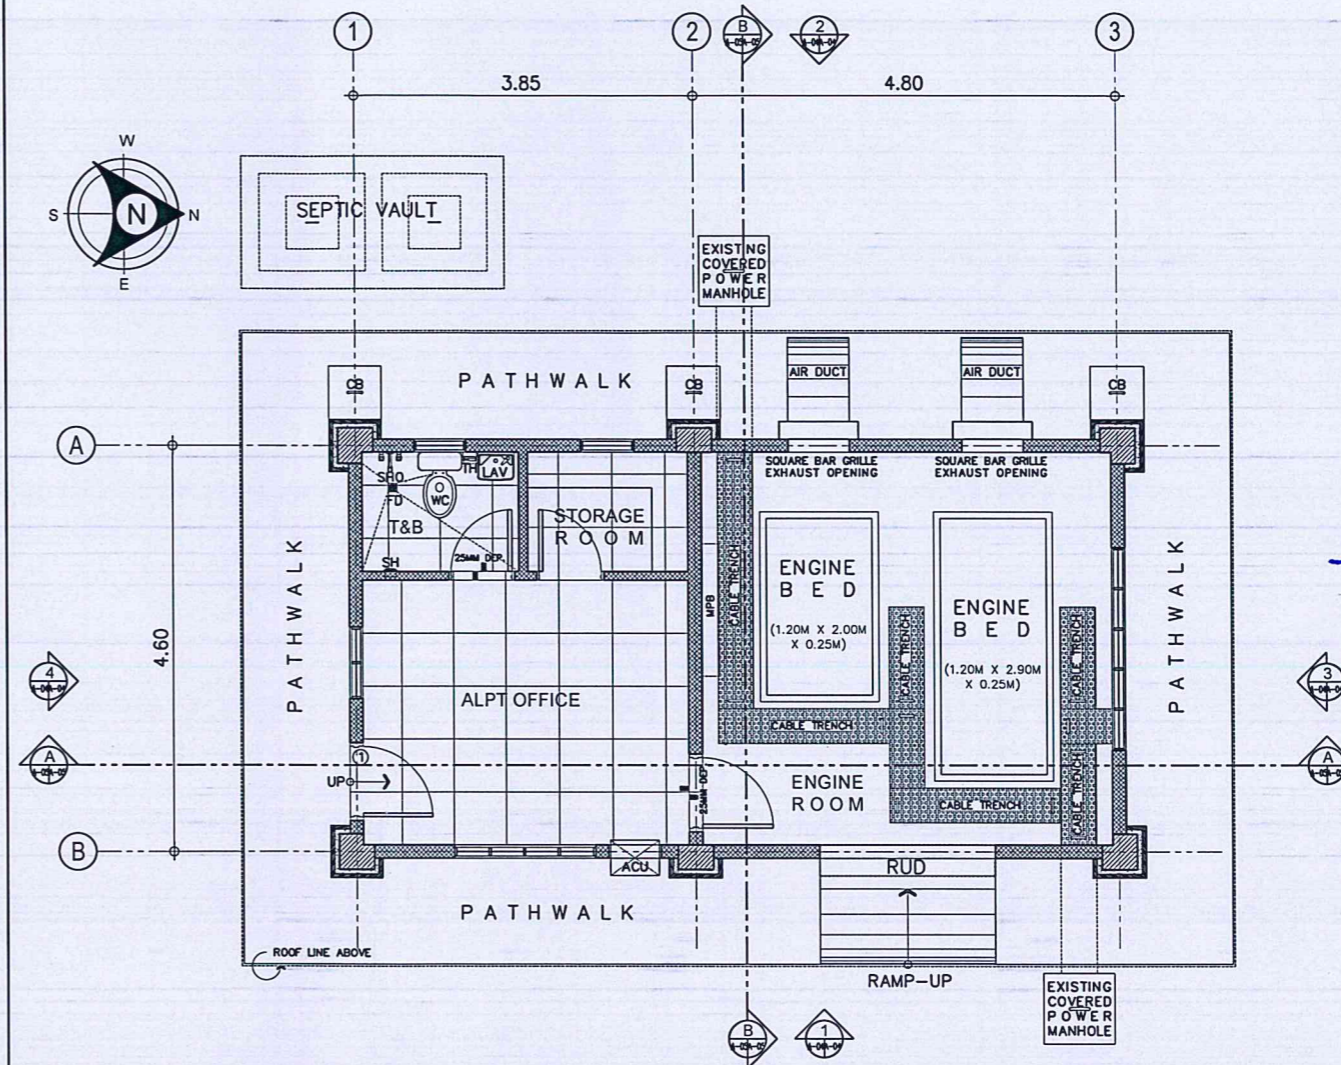 1
2
3
B
2
3.85
4.80
W
S
N
N
E
SEPTIC VAULT
EXISTING
COVERED
POWER
MANHOLE
PATHWALK
CB
CB
CB
AIR DUCT
AIR DUCT
A
SQUARE BAR GRILLE
EXHAUST OPENING
SQUARE BAR GRILLE
EXHAUST OPENING
B B
SHO.
TH
LAV
FD
WC
T&B
SH
25MM DEP.
STORAGE
ROOM
MPB
CABLE TRENCH
ENGINE
BED
(1.20M X 2.00M
X 0.25M)
ENGINE
BED
(1.20M X 2.90M
X 0.25M)
CABLE TRENCH
CABLE TRENCH
PATHWALK
PATHWALK
4.60
4
3
ALPT OFFICE
CABLE TRENCH
A
A
1
UP
25MM DEP.
ENGINE
ROOM
CABLE TRENCH
CABLE TRENCH
B
ACU
RUD
PATHWALK
ROOF LINE ABOVE
RAMP-UP
EXISTING
COVERED
POWER
MANHOLE
B
1